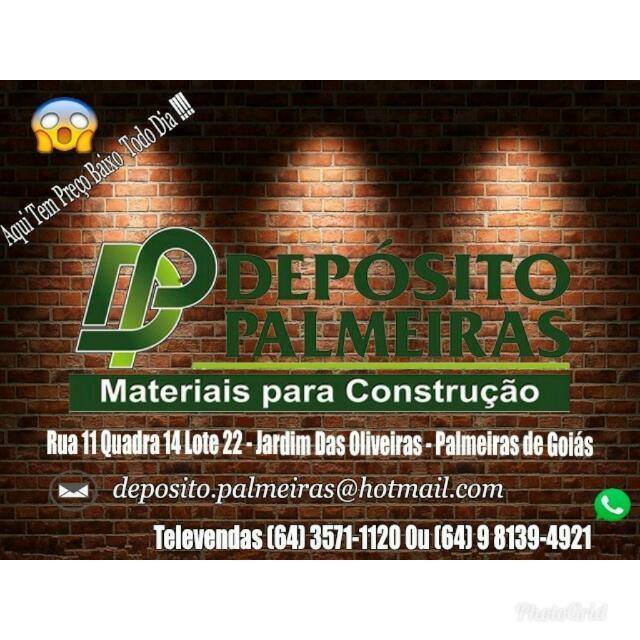 Aqui Tem Preço Baixo Todo Dia !!!!
DP DEPÓSITO
PALMEIRAS
Materiais para Construção
Rua 11 Quadra 14 Lote 22 - Jardim Das Oliveiras - Palmeiras de Goiás
deposito.palmeiras@hotmail.com
Televendas (64) 3571-1120 Ou (64) 9 8139-4921
PhotoGrid